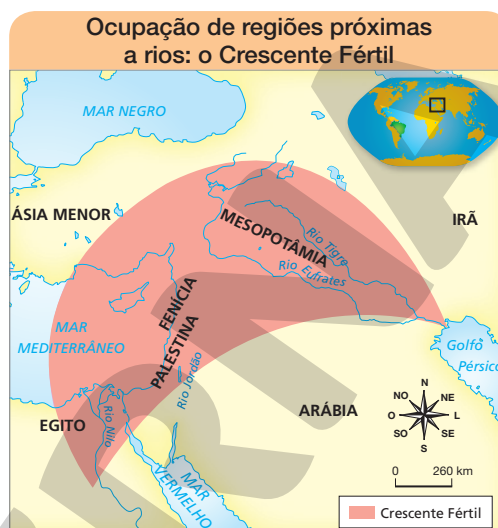 Ocupação de regiões próximas
a rios: o Crescente Fértil
MAR NEGRO
ÁSIA MENOR
MESOPOTÂMIA
IRÃ
Rio Tigre
Rio Eufrates
FENÍCIA
MAR
MEDITERRÂNEO
PALESTINA
Rio Jordão
Golfo
Pérsico
EGITO
Rio Nilo
ARÁBIA
N
NO
NE
O
L
SO
SE
S
MAR
VERMELHO
0
260 km
Crescente Fértil